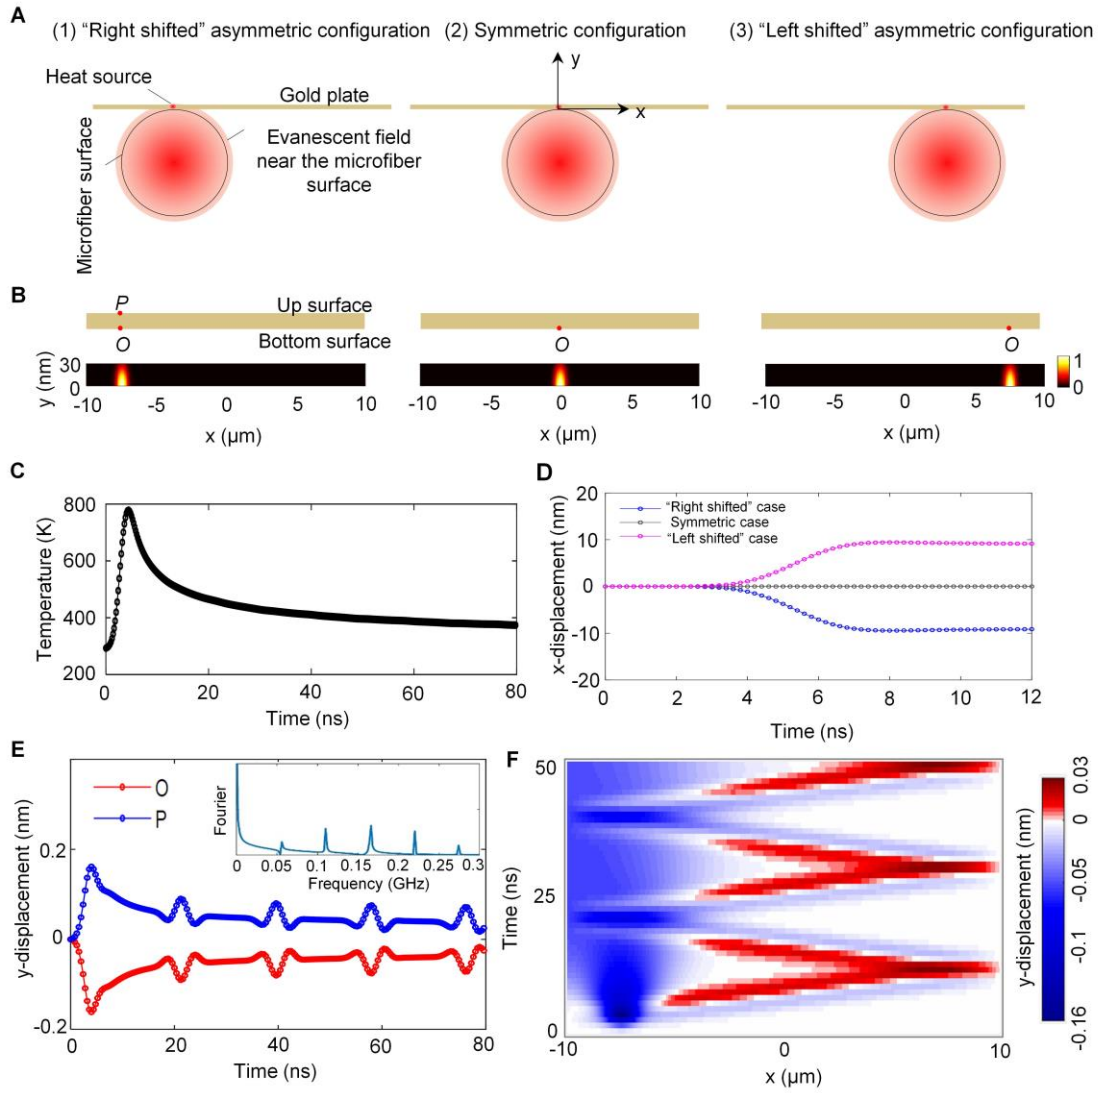 A
(1) “Right shifted” asymmetric configuration
(2) Symmetric configuration
(3) “Left shifted” asymmetric configuration
Heat source
Gold plate
y
x
Microfiber surface
Evanescent field
near the microfiber
surface
B
P
Up surface
O
Bottom surface
O
O
y (nm)
30
0
1
0
-10 -5 0 5 10
-10 -5 0 5 10
-10 -5 0 5 10
x (μm)
x (μm)
x (μm)
C
Temperature (K)
800
600
400
200
0 20 40 60 80
Time (ns)
D
x-displacement (nm)
20
10
0
-10
-20
“Right shifted” case
Symmetric case
“Left shifted” case
0 2 4 6 8 10 12
Time (ns)
E
y-displacement (nm)
0.2
0
-0.2
O
P
Fourier
0 0.05 0.1 0.15 0.2 0.25 0.3
Frequency (GHz)
0 20 40 60 80
Time (ns)
F
Time (ns)
50
25
0
-10 0 10
x (μm)
y-displacement (nm)
0.03
0
-0.05
-0.1
-0.16